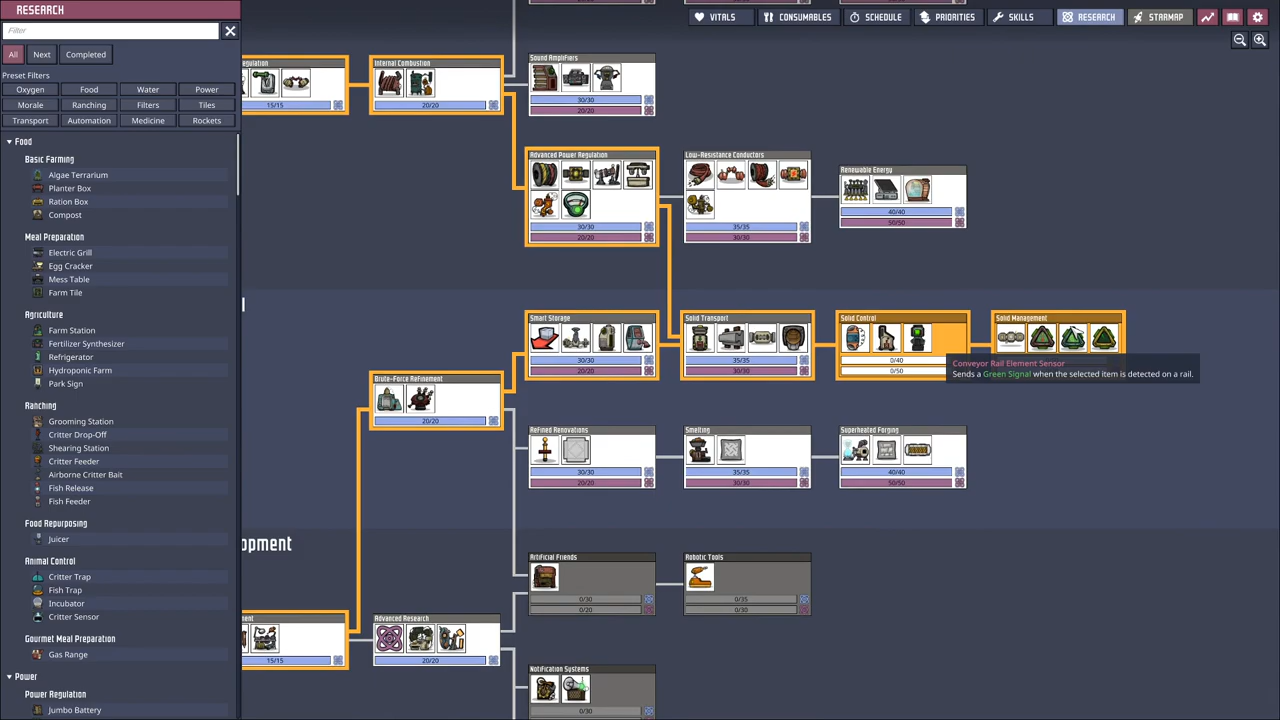 RESEARCH
VITALS
CONSUMABLES
SCHEDULE
PRIORITIES
SKILLS
RESEARCH
STARMAP
Filter
All
Next
Completed
Preset Filters
Oxygen
Food
Water
Power
Morale
Ranching
Filters
Tiles
Transport
Automation
Medicine
Rockets
Food
Basic Farming
Algae Terrarium
Planter Box
Ration Box
Compost
Meal Preparation
Electric Grill
Egg Cracker
Mess Table
Farm Tile
Agriculture
Farm Station
Fertilizer Synthesizer
Refrigerator
Hydroponic Farm
Park Sign
Ranching
Grooming Station
Critter Drop-Off
Shearing Station
Critter Feeder
Airborne Critter Bait
Fish Release
Fish Feeder
Food Repurposing
Juicer
Animal Control
Critter Trap
Fish Trap
Incubator
Critter Sensor
Gourmet Meal Preparation
Gas Range
Power
Power Regulation
Jumbo Battery
egulation
15/15
Internal Combustion
20/20
Sound Amplifiers
30/30
20/20
Advanced Power Regulation
30/30
20/20
Low-Resistance Conductors
35/35
30/30
Renewable Energy
40/40
50/50
Smart Storage
30/30
20/20
Solid Transport
35/35
30/30
Solid Control
0/40
0/50
Solid Management
Conveyor Rail Element Sensor
Sends a Green Signal when the selected item is detected on a rail.
Brute-Force Refinement
20/20
Refined Renovations
30/30
20/20
Smelting
35/35
30/30
Superheated Forging
40/40
50/50
opment
Artificial Friends
0/30
0/20
Robotic Tools
0/35
0/30
ment
15/15
Advanced Research
20/20
Notification Systems
0/30